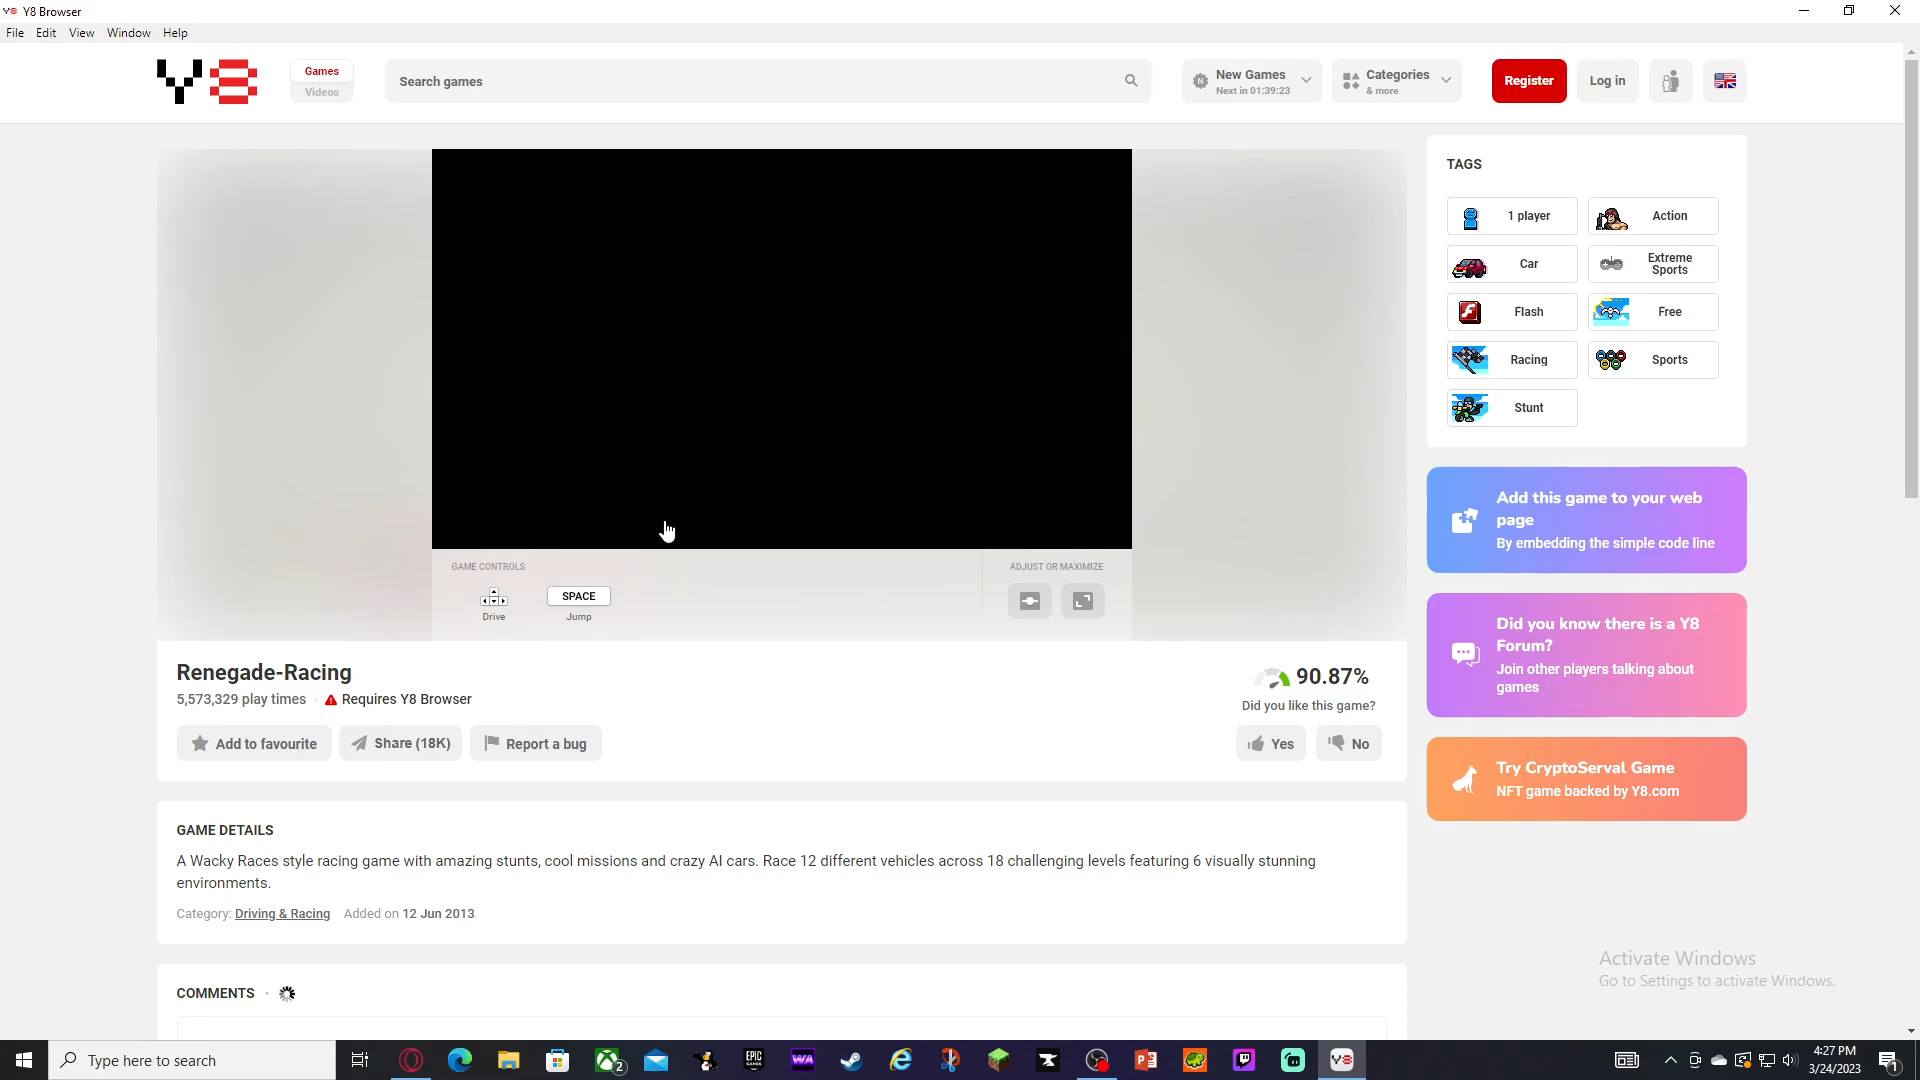 Y8 Browser
File Edit View Window Help
Y8
Games
Videos
Search games
New Games
Next in 01:39:23
Categories
& more
Register
Log in
TAGS
1 player
Action
Car
Extreme
Sports
Flash
Free
Racing
Sports
Stunt
GAME CONTROLS
ADJUST OR MAXIMIZE
SPACE
Drive
Jump
Add this game to your web
page
By embedding the simple code line
Did you know there is a Y8
Forum?
Join other players talking about
games
Try CryptoServal Game
NFT game backed by Y8.com
Renegade-Racing
5,573,329 play times · Requires Y8 Browser
90.87%
Did you like this game?
Add to favourite
Share (18K)
Report a bug
Yes
No
GAME DETAILS
A Wacky Races style racing game with amazing stunts, cool missions and crazy AI cars. Race 12 different vehicles across 18 challenging levels featuring 6 visually stunning
environments.
Category: Driving & Racing Added on 12 Jun 2013
COMMENTS ·
Activate Windows
Go to Settings to activate Windows.
Type here to search
2
EPIC
GAMES
WA
Y8
4:27 PM
3/24/2023
1